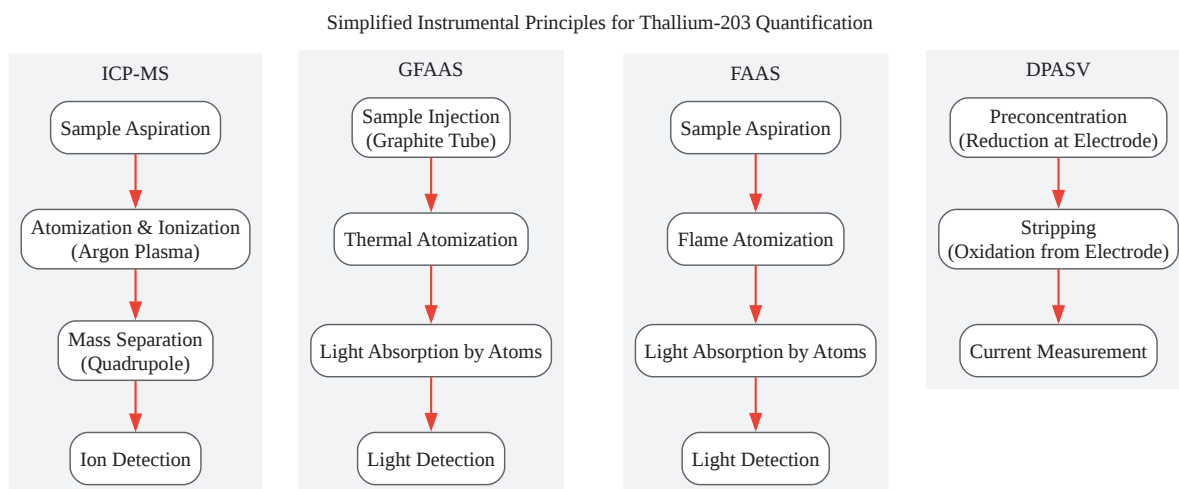 Simplified Instrumental Principles for Thallium-203 Quantification
ICP-MS
Sample Aspiration
Atomization & Ionization
(Argon Plasma)
Mass Separation
(Quadrupole)
Ion Detection
GFAAS
Sample Injection
(Graphite Tube)
Thermal Atomization
Light Absorption by Atoms
Light Detection
FAAS
Sample Aspiration
Flame Atomization
Light Absorption by Atoms
Light Detection
DPASV
Preconcentration
(Reduction at Electrode)
Stripping
(Oxidation from Electrode)
Current Measurement